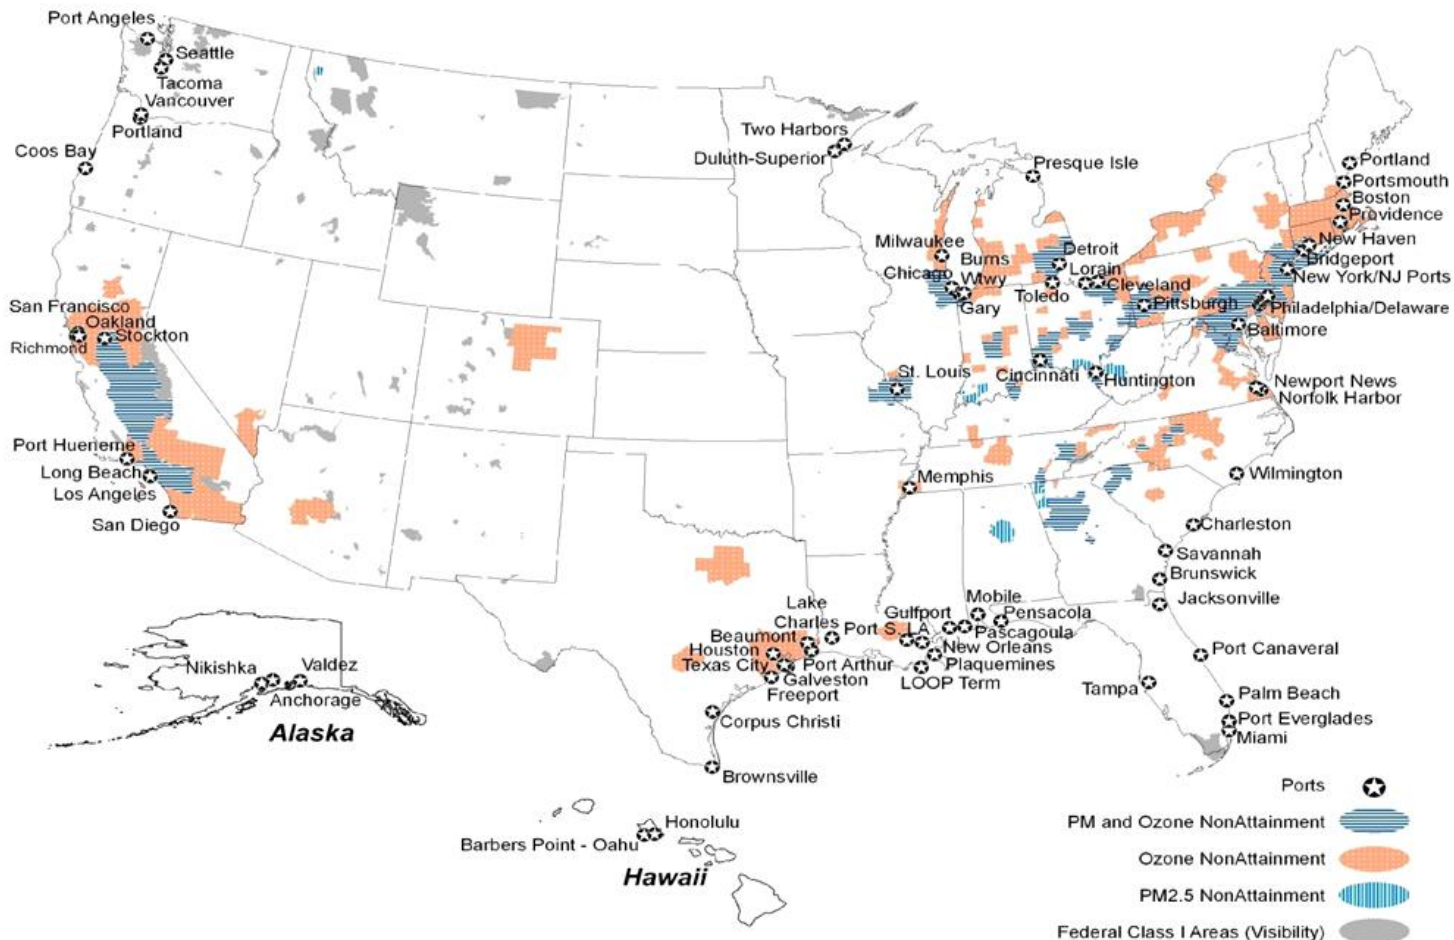 Port Angeles
Seattle
Tacoma
Vancouver
Portland
Coos Bay
San Francisco
Oakland
Stockton
Richmond
Port Hueneme
Long Beach
Los Angeles
San Diego
Two Harbors
Duluth-Superior
Presque Isle
Milwaukee
Burns
Detroit
Chicago
Wtwy
Lorain
Gary
Toledo
Cleveland
Pittsburgh
St. Louis
Cincinnati
Huntington
Portland
Portsmouth
Boston
Providence
New Haven
Bridgeport
New York/NJ Ports
Philadelphia/Delaware
Baltimore
Newport News
Norfolk Harbor
Memphis
Wilmington
Charleston
Savannah
Brunswick
Jacksonville
Port Canaveral
Palm Beach
Port Everglades
Miami
Tampa
Lake
Charles
Beaumont
Houston
Texas City
Port Arthur
Galveston
Freeport
Corpus Christi
Brownsville
Port S. LA
Gulfport
Mobile
Pensacola
Pascagoula
New Orleans
Plaquemines
LOOP Term
Nikishka
Valdez
Anchorage
Alaska
Honolulu
Barbers Point - Oahu
Hawaii
Ports
PM and Ozone NonAttainment
Ozone NonAttainment
PM2.5 NonAttainment
Federal Class I Areas (Visibility)